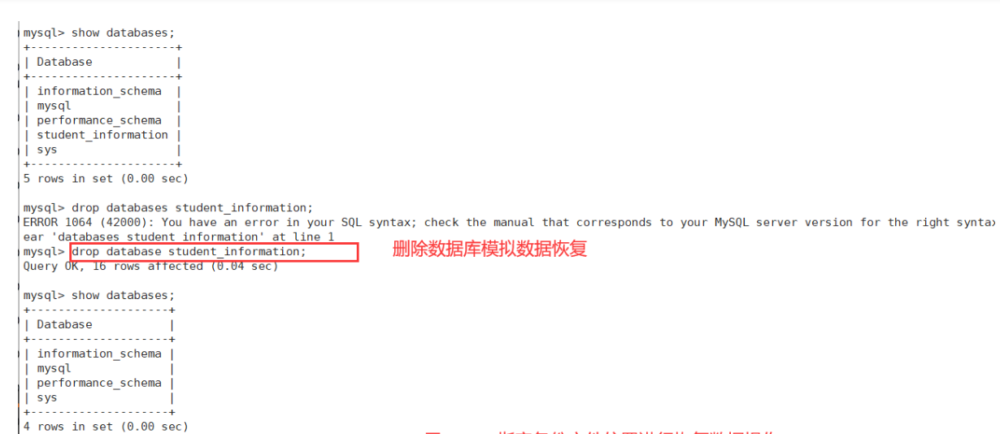 mysql> show databases;
+---------------------+
| Database            |
+---------------------+
| information_schema  |
| mysql               |
| performance_schema  |
| student_information |
| sys                 |
+---------------------+
5 rows in set (0.00 sec)
mysql> drop databases student_information;
ERROR 1064 (42000): You have an error in your SQL syntax; check the manual that corresponds to your MySQL server version for the right syntax
ear 'databases student_information' at line 1
mysql> drop database student_information; 删除数据库模拟数据恢复
Query OK, 16 rows affected (0.04 sec)
mysql> show databases;
+--------------------+
| Database           |
+--------------------+
| information_schema |
| mysql              |
| performance_schema |
| sys                |
+--------------------+
4 rows in set (0.00 sec)